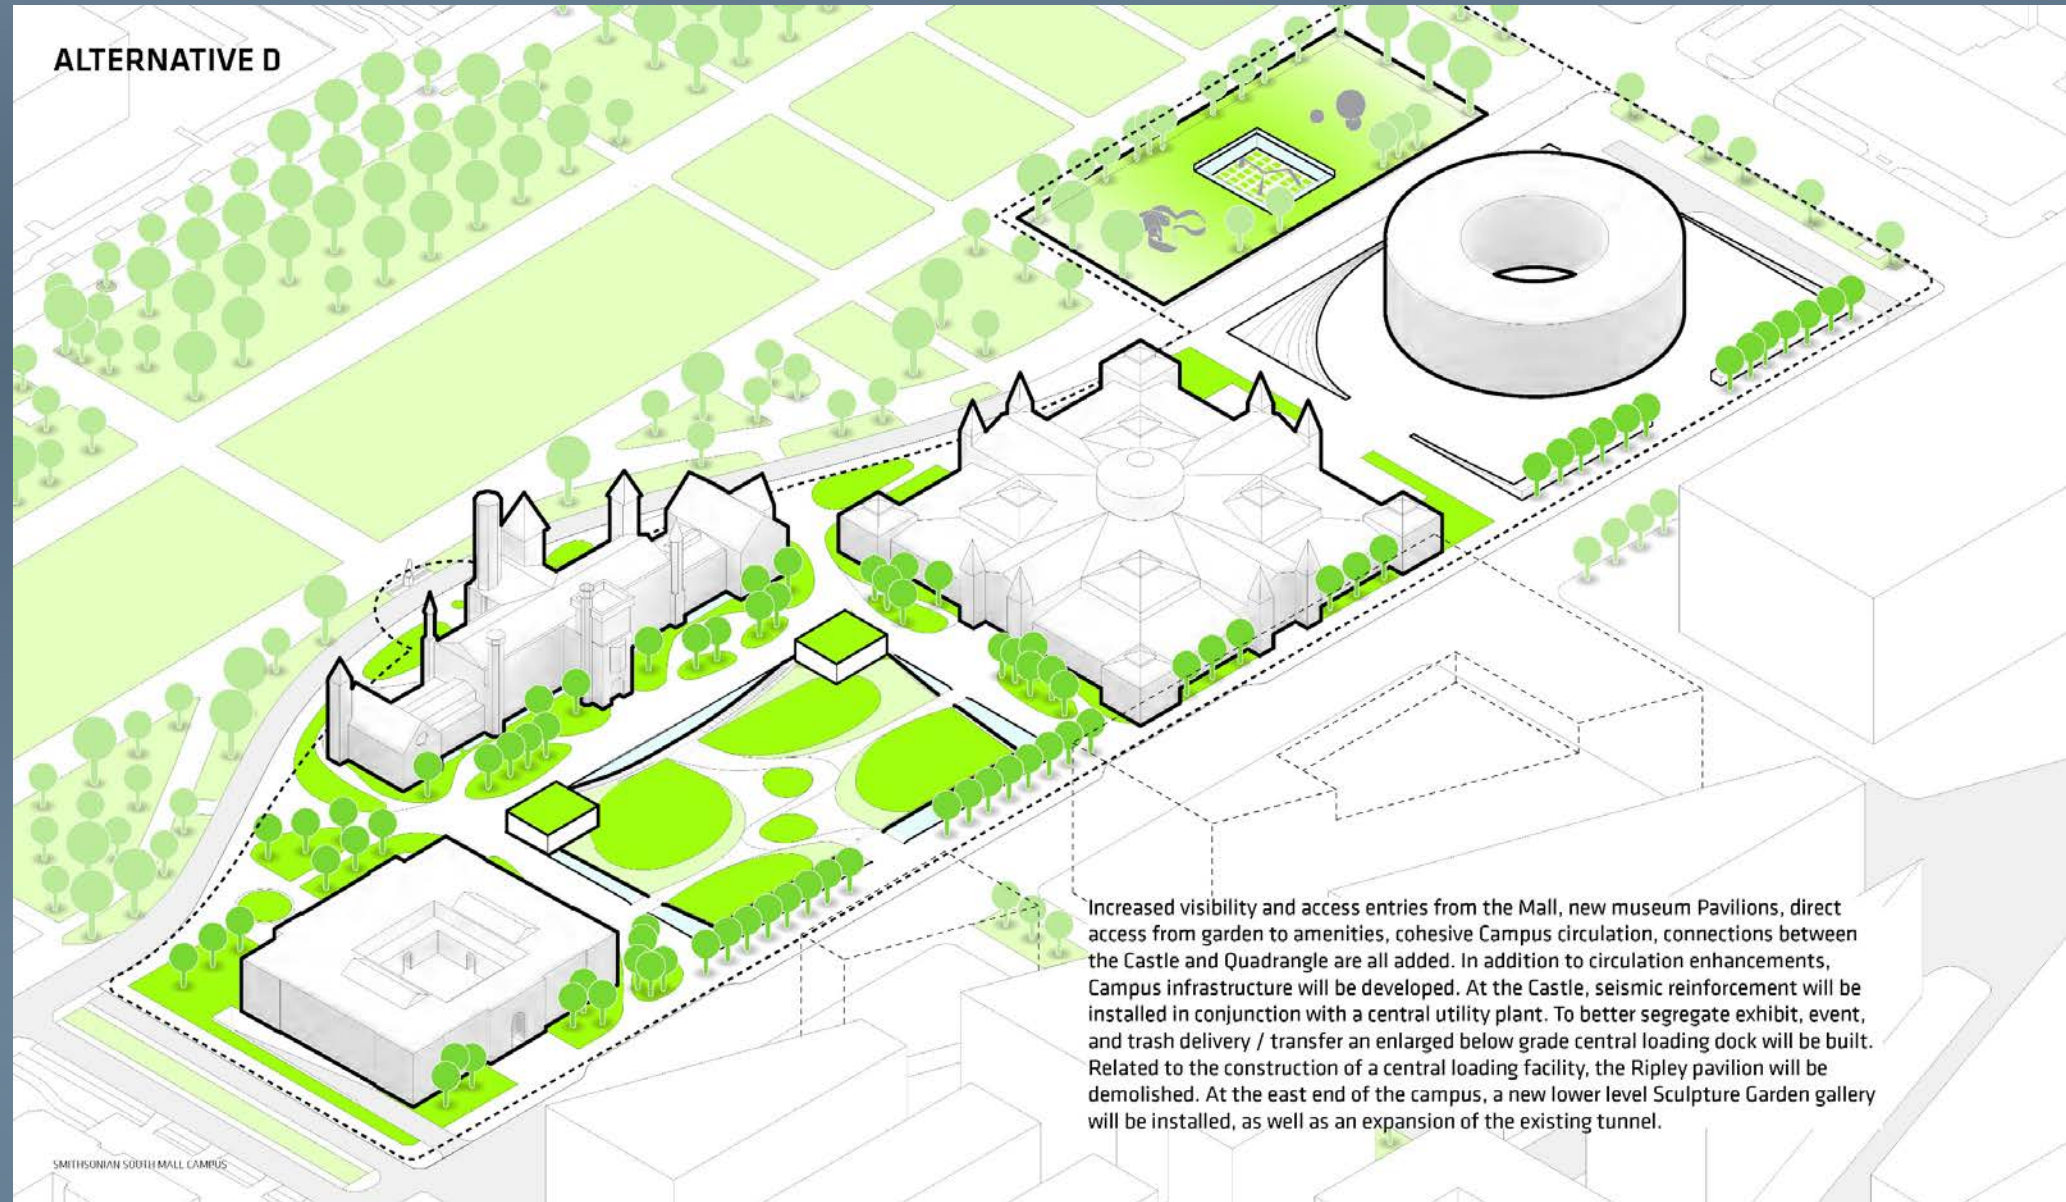 ALTERNATIVE D
Increased visibility and access entries from the Mall, new museum Pavilions, direct
access from garden to amenities, cohesive Campus circulation, connections between
the Castle and Quadrangle are all added. In addition to circulation enhancements,
Campus infrastructure will be developed. At the Castle, seismic reinforcement will be
installed in conjunction with a central utility plant. To better segregate exhibit, event,
and trash delivery / transfer an enlarged below grade central loading dock will be built.
Related to the construction of a central loading facility, the Ripley pavilion will be
demolished. At the east end of the campus, a new lower level Sculpture Garden gallery
will be installed, as well as an expansion of the existing tunnel.
SMITHSONIAN SOUTH MALL CAMPUS